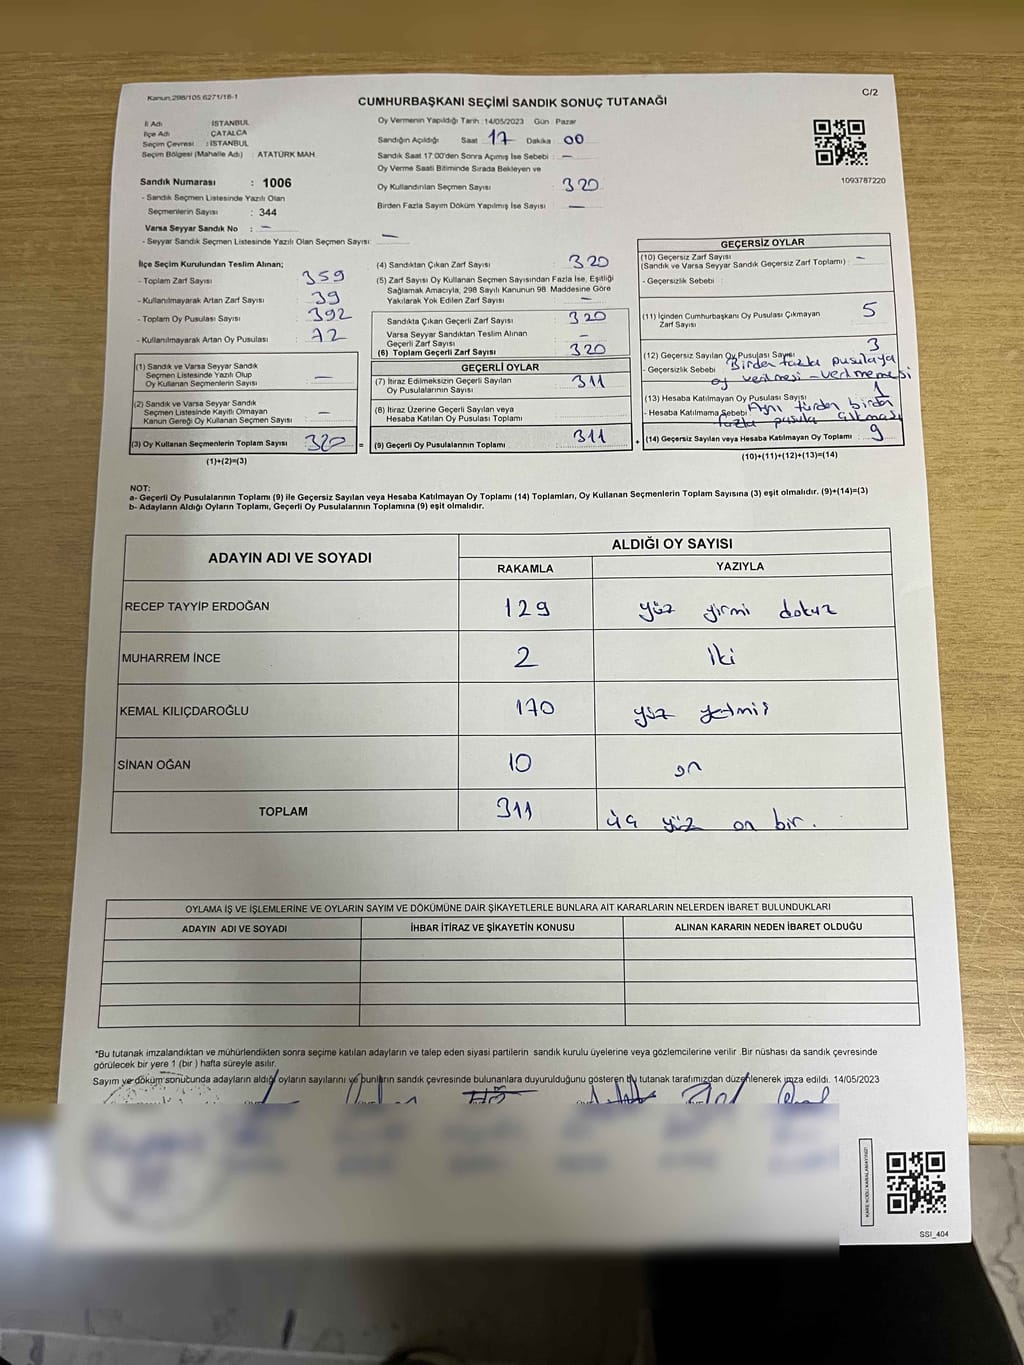 Kanun:298/105,6271/18-1
C/2
CUMHURBAŞKANI SEÇİMİ SANDIK SONUÇ TUTANAĞI
İl Adı : İSTANBUL
İlçe Adı : ÇATALCA
Seçim Çevresi : İSTANBUL
Seçim Bölgesi (Mahalle Adı) : ATATÜRK MAH.
Sandık Numarası : 1006
- Sandık Seçmen Listesinde Yazılı Olan
Seçmenlerin Sayısı : 344
Varsa Seyyar Sandık No : -
- Seyyar Sandık Seçmen Listesinde Yazılı Olan Seçmen Sayısı: -
Oy Vermenin Yapıldığı Tarih :14/05/2023 Gün : Pazar
Sandığın Açıldığı Saat 17 Dakika 00
Sandık Saat 17:00'den Sonra Açımış İse Sebebi : -
Oy Verme Saati Bitiminde Sırada Bekleyen ve
Oy Kullandırılan Seçmen Sayısı : 320
Birden Fazla Sayım Döküm Yapılmış İse Sayısı : -
1093787220
İlçe Seçim Kurulundan Teslim Alınan;
- Toplam Zarf Sayısı : 359
- Kullanılmayarak Artan Zarf Sayısı : 39
- Toplam Oy Pusulası Sayısı : 392
- Kullanılmayarak Artan Oy Pusulası : 72
(1) Sandık ve Varsa Seyyar Sandık
Seçmen Listesinde Yazılı Olup
Oy Kullanan Seçmenlerin Sayısı : -
(2) Sandık ve Varsa Seyyar Sandık
Seçmen Listesinde Kayıtlı Olmayan
Kanun Gereği Oy Kullanan Seçmen Sayısı : -
(3) Oy Kullanan Seçmenlerin Toplam Sayısı : 320 =
(1)+(2)=(3)
(4) Sandıktan Çıkan Zarf Sayısı : 320
(5) Zarf Sayısı Oy Kullanan Seçmen Sayısından Fazla İse, Eşitliği
Sağlamak Amacıyla; 298 Sayılı Kanunun 98. Maddesine Göre
Yakılarak Yok Edilen Zarf Sayısı : -
Sandıkta Çıkan Geçerli Zarf Sayısı : 320
Varsa Seyyar Sandıktan Teslim Alınan
Geçerli Zarf Sayısı : -
(6) Toplam Geçerli Zarf Sayısı : 320
GEÇERLİ OYLAR
(7) İtiraz Edilmeksizin Geçerli Sayılan
Oy Pusulalarının Sayısı : 311
(8) İtiraz Üzerine Geçerli Sayılan veya
Hesaba Katılan Oy Pusulası Toplamı :
(9) Geçerli Oy Pusulalarının Toplamı : 311 +
GEÇERSİZ OYLAR
(10) Geçersiz Zarf Sayısı
(Sandık ve Varsa Seyyar Sandık Geçersiz Zarf Toplamı) : -
- Geçersizlik Sebebi :
(11) İçinden Cumhurbaşkanı Oy Pusulası Çıkmayan
Zarf Sayısı : 5
(12) Geçersiz Sayılan Oy Pusulası Sayısı : 3
- Geçersizlik Sebebi : Birden fazla pusulaya
oy verilmesi - verilmemesi
(13) Hesaba Katılmayan Oy Pusulası Sayısı : 1
- Hesaba Katılmama Sebebi : Aynı türden birden
fazla pusula çıkması
(14) Geçersiz Sayılan veya Hesaba Katılmayan Oy Toplamı : 9
(10)+(11)+(12)+(13)=(14)
NOT:
a- Geçerli Oy Pusulalarının Toplamı (9) ile Geçersiz Sayılan veya Hesaba Katılmayan Oy Toplamı (14) Toplamları, Oy Kullanan Seçmenlerin Toplam Sayısına (3) eşit olmalıdır. (9)+(14)=(3)
b- Adayların Aldığı Oyların Toplamı, Geçerli Oy Pusulalarının Toplamına (9) eşit olmalıdır.
ADAYIN ADI VE SOYADI
ALDIĞI OY SAYISI
RAKAMLA YAZIYLA
RECEP TAYYİP ERDOĞAN 129 yüz yirmi dokuz
MUHARREM İNCE 2 iki
KEMAL KILIÇDAROĞLU 170 yüz yetmiş
SİNAN OĞAN 10 on
TOPLAM 311 üç yüz on bir.
OYLAMA İŞ VE İŞLEMLERİNE VE OYLARIN SAYIM VE DÖKÜMÜNE DAİR ŞİKAYETLERLE BUNLARA AİT KARARLARIN NELERDEN İBARET BULUNDUKLARI
ADAYIN ADI VE SOYADI İHBAR İTİRAZ VE ŞİKAYETİN KONUSU ALINAN KARARIN NEDEN İBARET OLDUĞU
*Bu tutanak imzalandıktan ve mühürlendikten sonra seçime katılan adayların ve talep eden siyasi partilerin sandık kurulu üyelerine veya gözlemcilerine verilir .Bir nüshası da sandık çevresinde
görülecek bir yere 1 (bir ) hafta süreyle asılır.
Sayım ve döküm sonucunda adayların aldığı oyların sayılarını ve bunların sandık çevresinde bulunanlara duyurulduğunu gösteren bu tutanak tarafımızdan düzenlenerek imza edildi. 14/05/2023
SSI_404